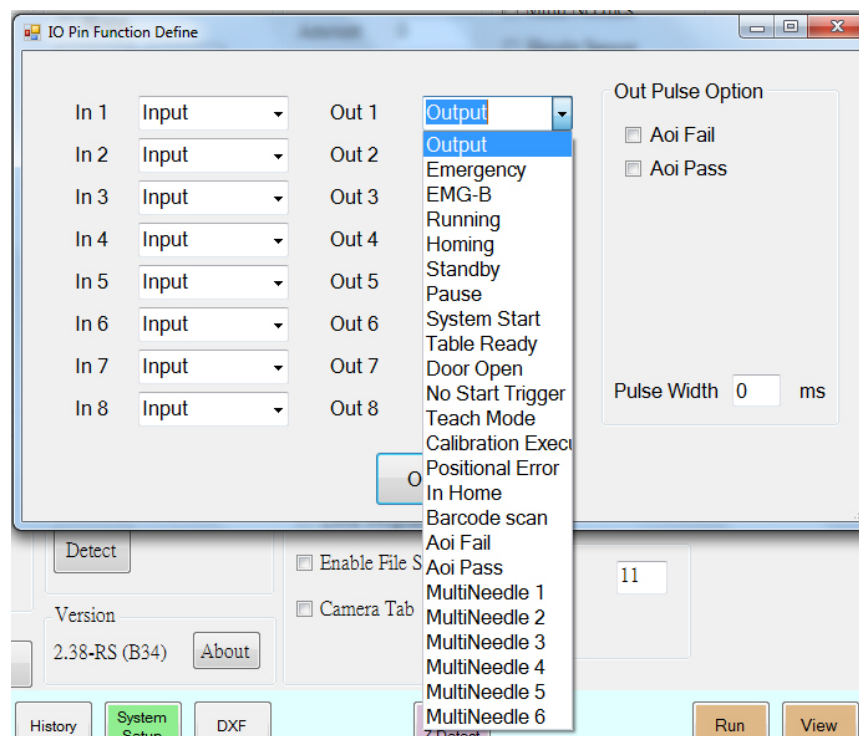 IO Pin Function Define
In 1 Input
In 2 Input
In 3 Input
In 4 Input
In 5 Input
In 6 Input
In 7 Input
In 8 Input
Out 1 Output
Out 2
Out 3
Out 4
Out 5
Out 6
Out 7
Out 8
Output
Emergency
EMG-B
Running
Homing
Standby
Pause
System Start
Table Ready
Door Open
No Start Trigger
Teach Mode
Calibration Execu
Positional Error
In Home
Barcode scan
Aoi Fail
Aoi Pass
MultiNeedle 1
MultiNeedle 2
MultiNeedle 3
MultiNeedle 4
MultiNeedle 5
MultiNeedle 6
Out Pulse Option
Aoi Fail
Aoi Pass
Pulse Width 0 ms
O
Detect
Enable File S
Camera Tab
11
Version
2.38-RS (B34) About
History
System
Setup
DXF
Z Detect
Run
View